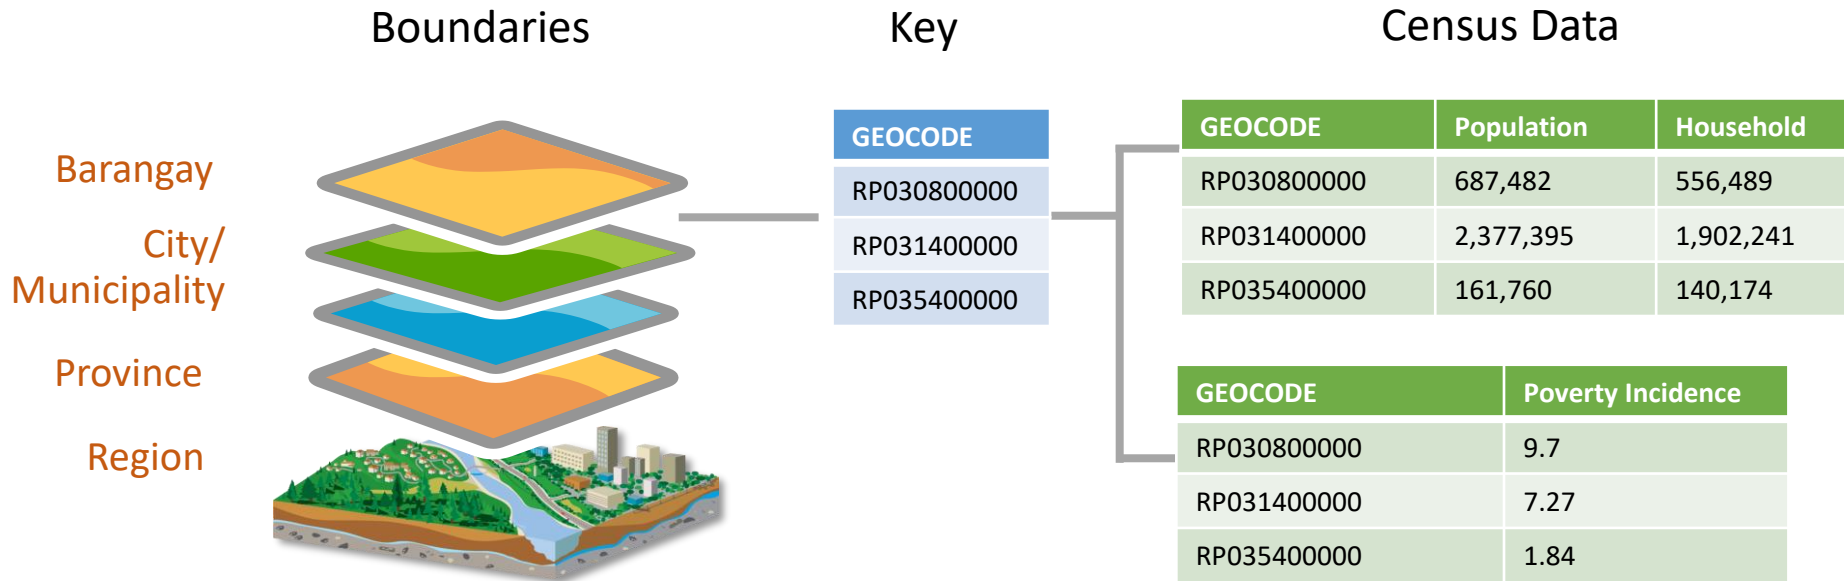 Boundaries
Key
Census Data
Barangay
City/
Municipality
Province
Region
GEOCODE
RP030800000
RP031400000
RP035400000
GEOCODE Population Household
RP030800000 687,482 556,489
RP031400000 2,377,395 1,902,241
RP035400000 161,760 140,174
GEOCODE Poverty Incidence
RP030800000 9.7
RP031400000 7.27
RP035400000 1.84